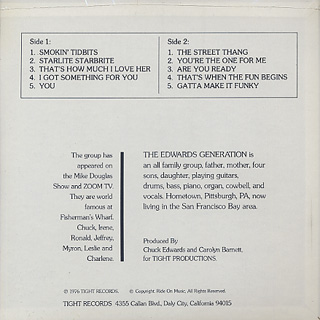 Side 1:
1. SMOKIN' TIDBITS
2. STARLITE STARBRITE
3. THAT'S HOW MUCH I LOVE HER
4. I GOT SOMETHING FOR YOU
5. YOU
Side 2:
1. THE STREET THANG
2. YOU'RE THE ONE FOR ME
3. ARE YOU READY
4. THAT'S WHEN THE FUN BEGINS
5. GATTA MAKE IT FUNKY
The group has
appeared on
the Mike Douglas
Show and ZOOM TV.
They are world
famous at
Fisherman's Wharf.
Chuck, Irene,
Ronald, Jeffrey,
Myron, Leslie and
Charlene.
THE EDWARDS GENERATION is
an all family group, father, mother, four
sons, daughter, playing guitars,
drums, bass, piano, organ, cowbell, and
vocals. Hometown, Pittsburgh, PA, now
living in the San Francisco Bay area.
Produced By
Chuck Edwards and Carolyn Barnett,
for TIGHT PRODUCTIONS.
℗ 1976 TIGHT RECORDS. © Copyright. Ride On Music. All Rights Reserved.
TIGHT RECORDS 4355 Callan Blvd., Daly City, California 94015